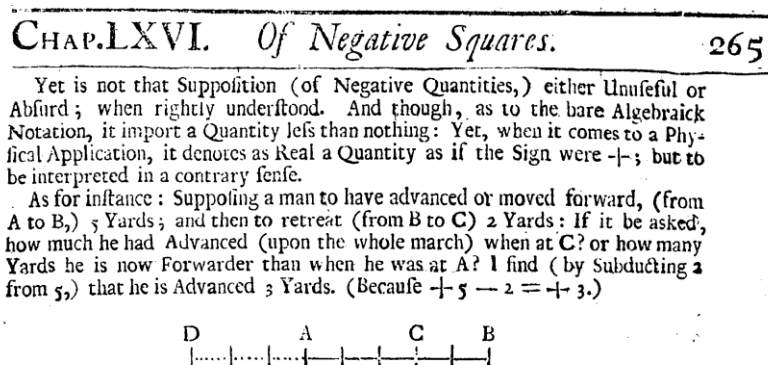 CHAP.LXVI. Of Negative Squares. 265
Yet is not that Suppoſition (of Negative Quantities,) either Unuſeful or
Abſurd; when rightly underſtood. And though, as to the bare Algebraick
Notation, it import a Quantity leſs than nothing: Yet, when it comes to a Phy-
ſical Application, it denotes as Real a Quantity as if the Sign were +; but to
be interpreted in a contrary ſenſe.
As for inſtance: Suppoſing a man to have advanced or moved forward, (from
A to B,) 5 Yards; and then to retreat (from B to C) 2 Yards: If it be asked,
how much he had Advanced (upon the whole march) when at C? or how many
Yards he is now Forwarder than when he was at A? I find (by Subducting 2
from 5,) that he is Advanced 3 Yards. (Becauſe + 5 — 2 = + 3.)
D A C B